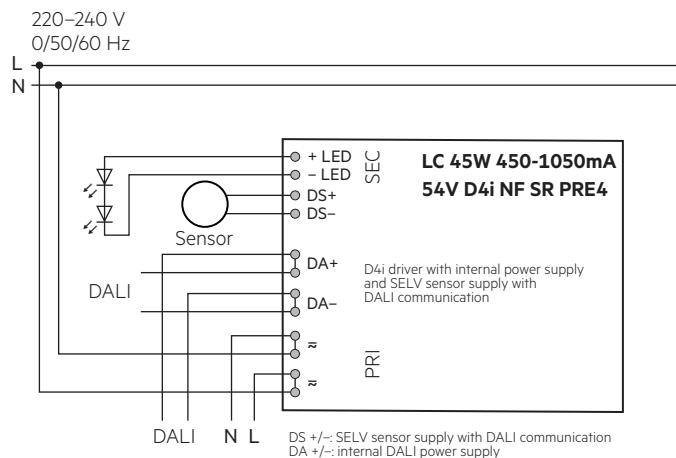 220–240 V
0/50/60 Hz
L
N
+ LED
– LED
DS+
DS–
SEC
LC 45W 450-1050mA
54V D4i NF SR PRE4
Sensor
DA+
DALI
DA–
D4i driver with internal power supply
and SELV sensor supply with
DALI communication
≂
≂
PRI
DALI N L
DS +/–: SELV sensor supply with DALI communication
DA +/–: internal DALI power supply